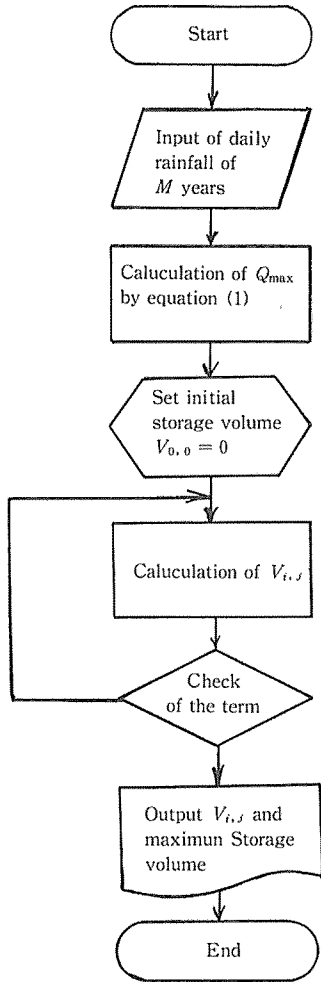 Start
Input of daily
rainfall of
M years
Caluculation of Qmax
by equation (1)
Set initial
storage volume
V0, 0 = 0
Caluculation of Vi, j
Check
of the term
Output Vi, j and
maximun Storage
volume
End